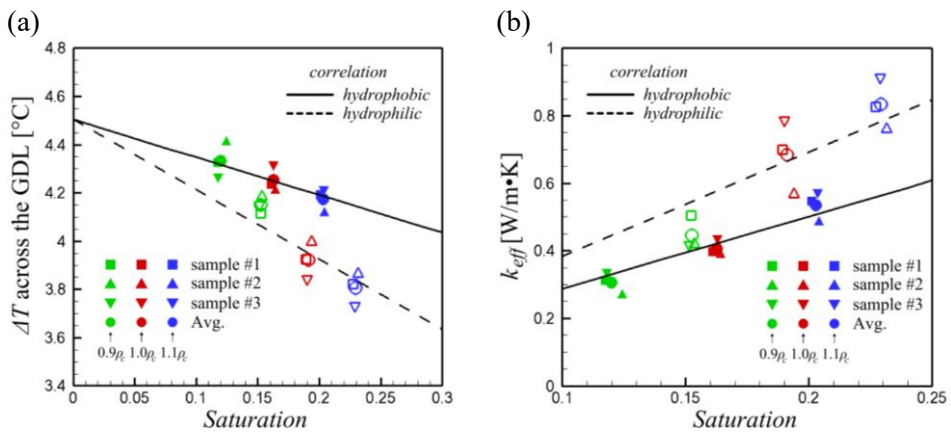 (a)
ΔT across the GDL [°C]
4.8
4.6
4.4
4.2
4
3.8
3.6
3.4
correlation
hydrophobic
hydrophilic
sample #1
sample #2
sample #3
Avg.
0.9ρc 1.0ρc 1.1ρc
0 0.05 0.1 0.15 0.2 0.25 0.3
Saturation
(b)
k_eff [W/m•K]
1
0.8
0.6
0.4
0.2
0
correlation
hydrophobic
hydrophilic
sample #1
sample #2
sample #3
Avg.
0.9ρc 1.0ρc 1.1ρc
0.1 0.15 0.2 0.25
Saturation